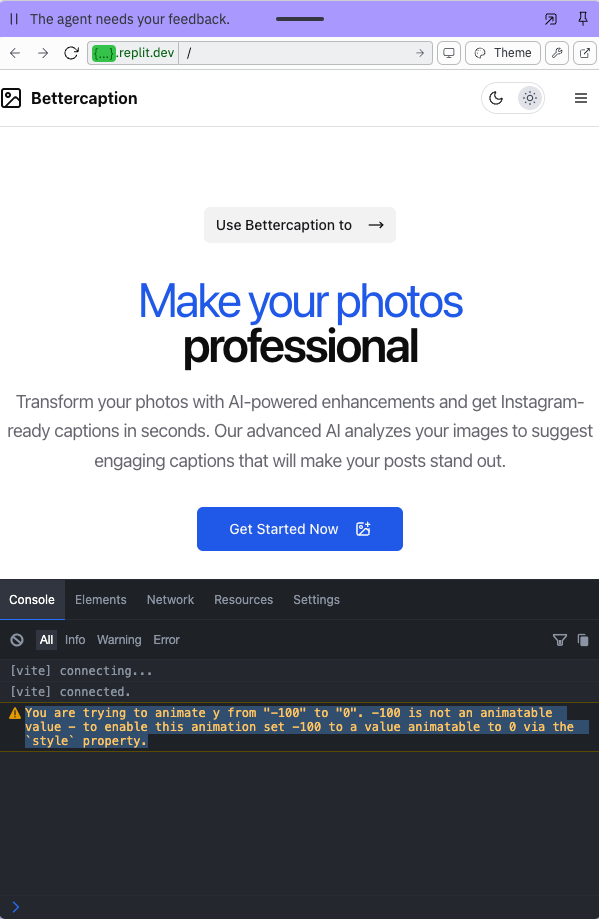 The agent needs your feedback.
{...}.replit.dev /
Theme
Bettercaption
Use Bettercaption to →
Make your photos
professional
Transform your photos with AI-powered enhancements and get Instagram-
ready captions in seconds. Our advanced AI analyzes your images to suggest
engaging captions that will make your posts stand out.
Get Started Now
Console Elements Network Resources Settings
All Info Warning Error
[vite] connecting...
[vite] connected.
You are trying to animate y from "-100" to "0". -100 is not an animatable
value - to enable this animation set -100 to a value animatable to 0 via the
`style` property.